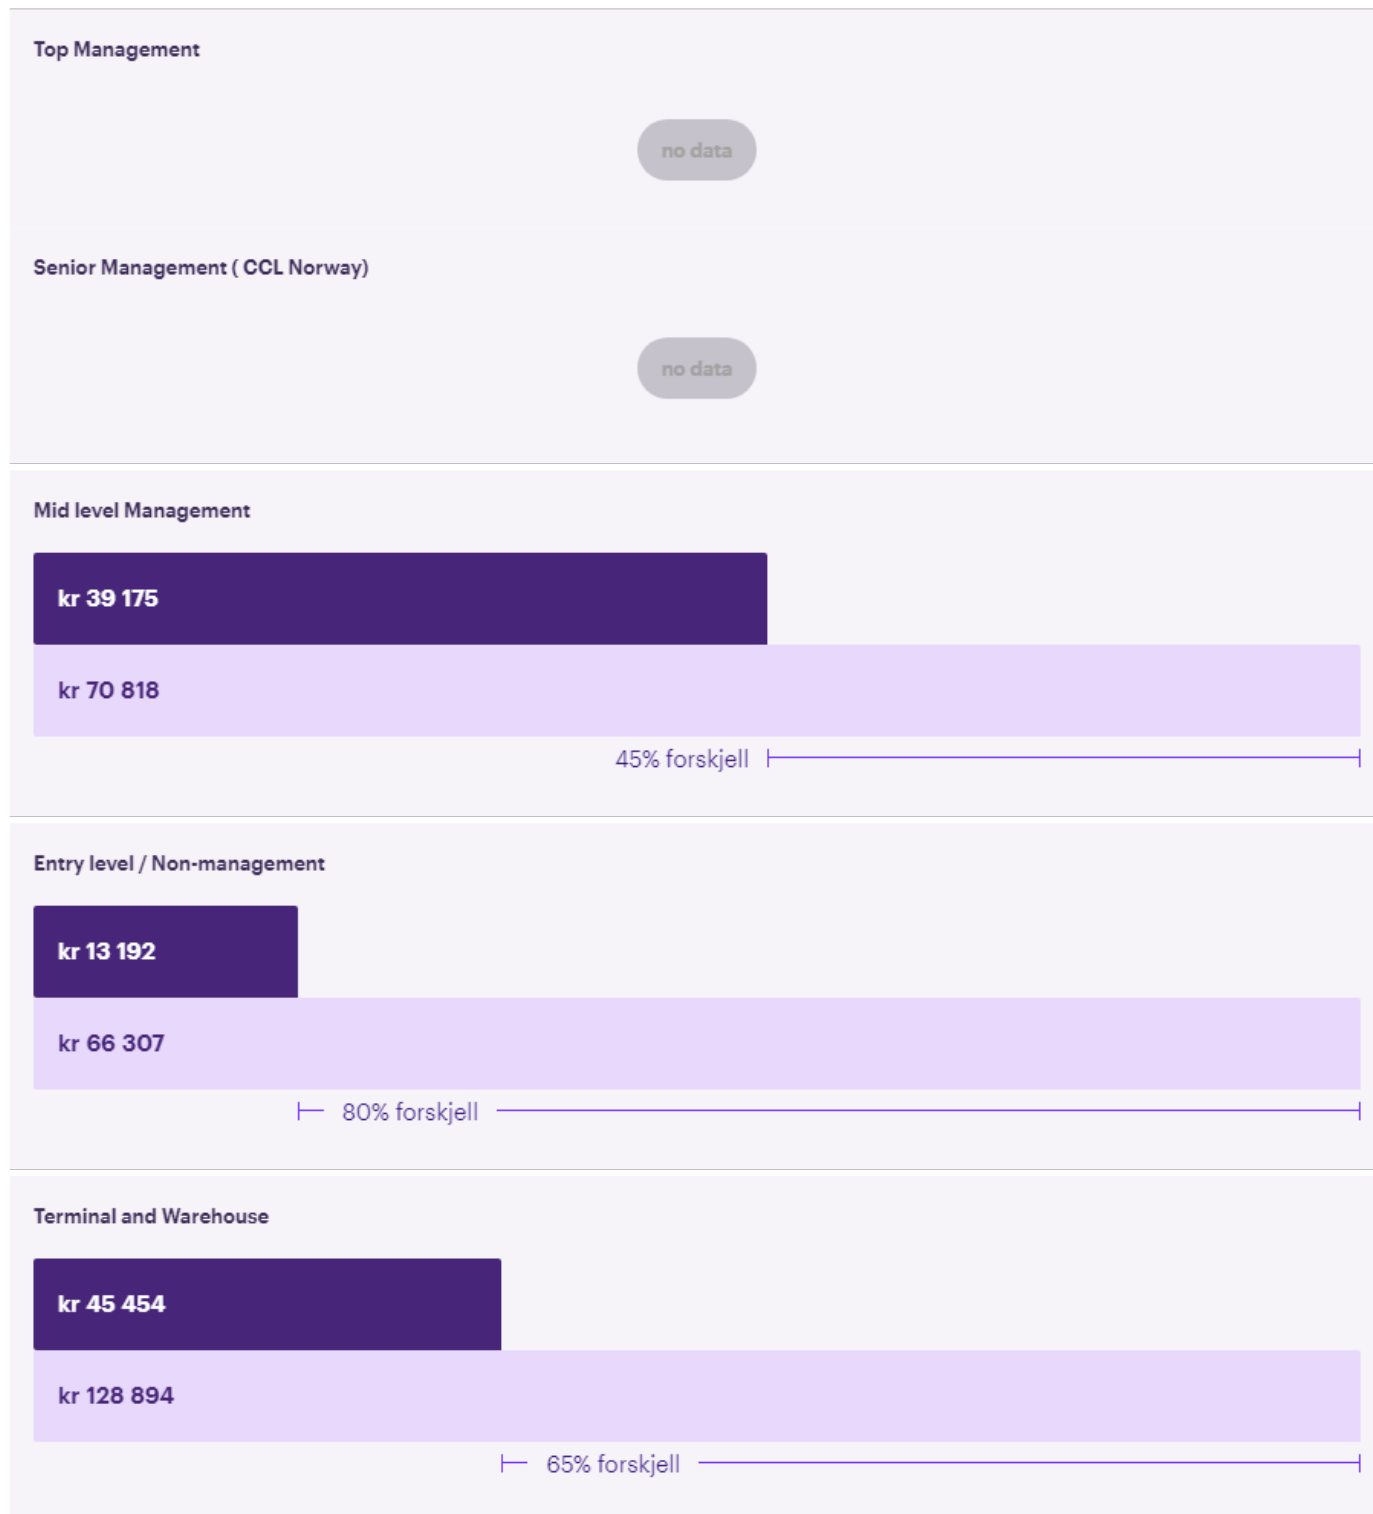 Top Management
no data
Senior Management ( CCL Norway)
no data
Mid level Management
kr 39 175
kr 70 818
45% forskjell
Entry level / Non-management
kr 13 192
kr 66 307
80% forskjell
Terminal and Warehouse
kr 45 454
kr 128 894
65% forskjell